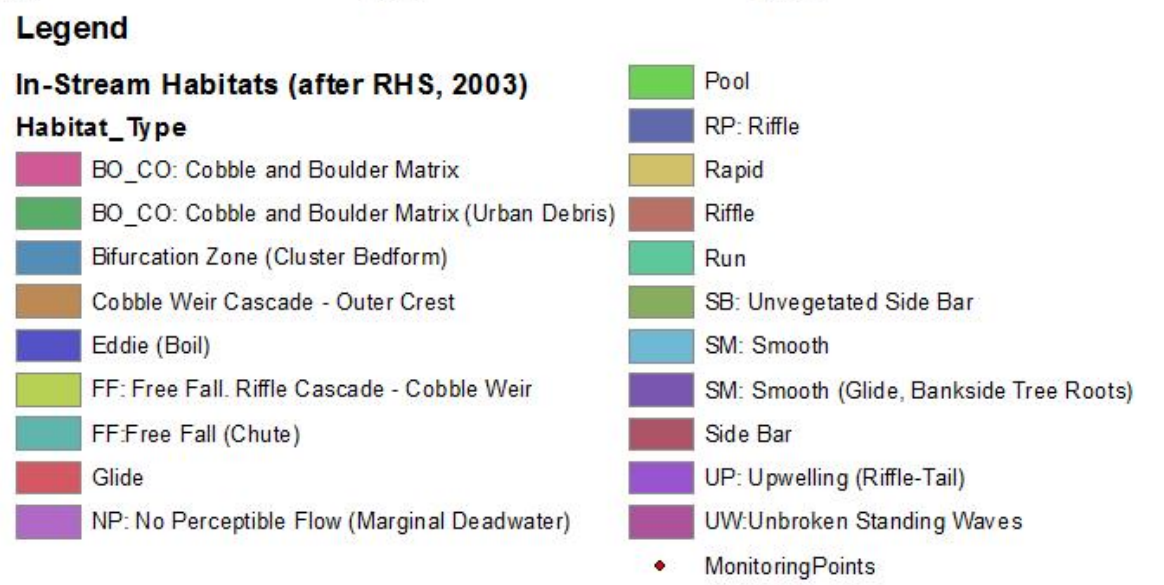 Legend
In-Stream Habitats (after RHS, 2003)
Habitat_Type
BO_CO: Cobble and Boulder Matrix
BO_CO: Cobble and Boulder Matrix (Urban Debris)
Bifurcation Zone (Cluster Bedform)
Cobble Weir Cascade - Outer Crest
Eddie (Boil)
FF: Free Fall. Riffle Cascade - Cobble Weir
FF:Free Fall (Chute)
Glide
NP: No Perceptible Flow (Marginal Deadwater)
Pool
RP: Riffle
Rapid
Riffle
Run
SB: Unvegetated Side Bar
SM: Smooth
SM: Smooth (Glide, Bankside Tree Roots)
Side Bar
UP: Upwelling (Riffle-Tail)
UW:Unbroken Standing Waves
MonitoringPoints